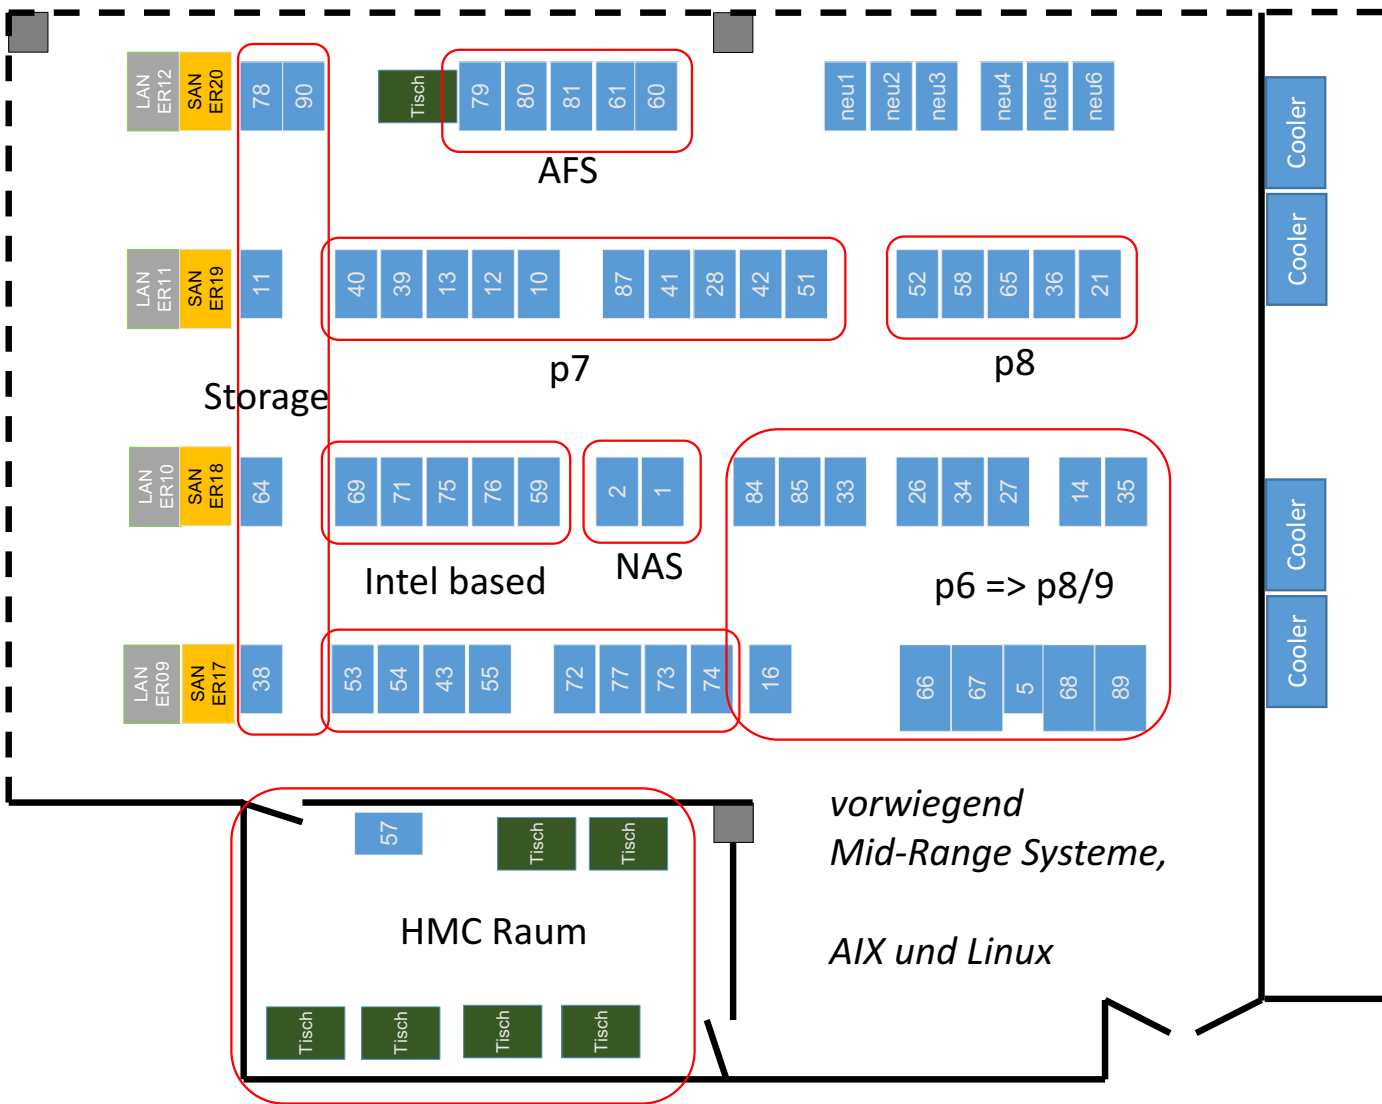 LAN
ER12
SAN
ER20
78
90
Tisch
79
80
81
61
60
neu1
neu2
neu3
neu4
neu5
neu6
Cooler
AFS
Cooler
LAN
ER11
SAN
ER19
11
40
39
13
12
10
87
41
28
42
51
52
58
65
36
21
p7
p8
Storage
LAN
ER10
SAN
ER18
64
69
71
75
76
59
2
1
84
85
33
26
34
27
14
35
Cooler
Intel based
NAS
p6 => p8/9
LAN
ER09
SAN
ER17
38
53
54
43
55
72
77
73
74
16
66
67
5
68
89
Cooler
57
Tisch
Tisch
HMC Raum
Tisch
Tisch
Tisch
Tisch
vorwiegend
Mid-Range Systeme,
AIX und Linux